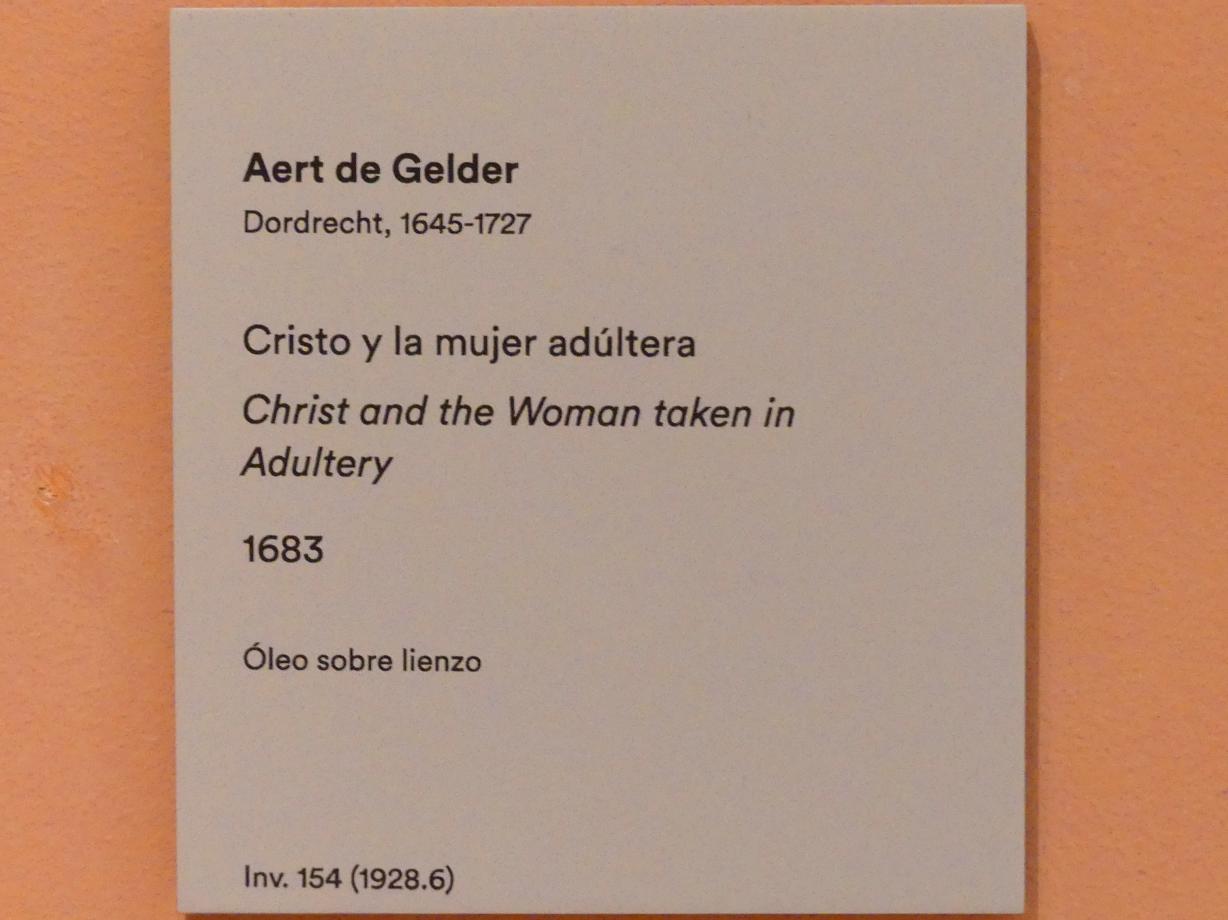 Aert de Gelder
Dordrecht, 1645-1727
Cristo y la mujer adúltera
Christ and the Woman taken in
Adultery
1683
Óleo sobre lienzo
Inv. 154 (1928.6)